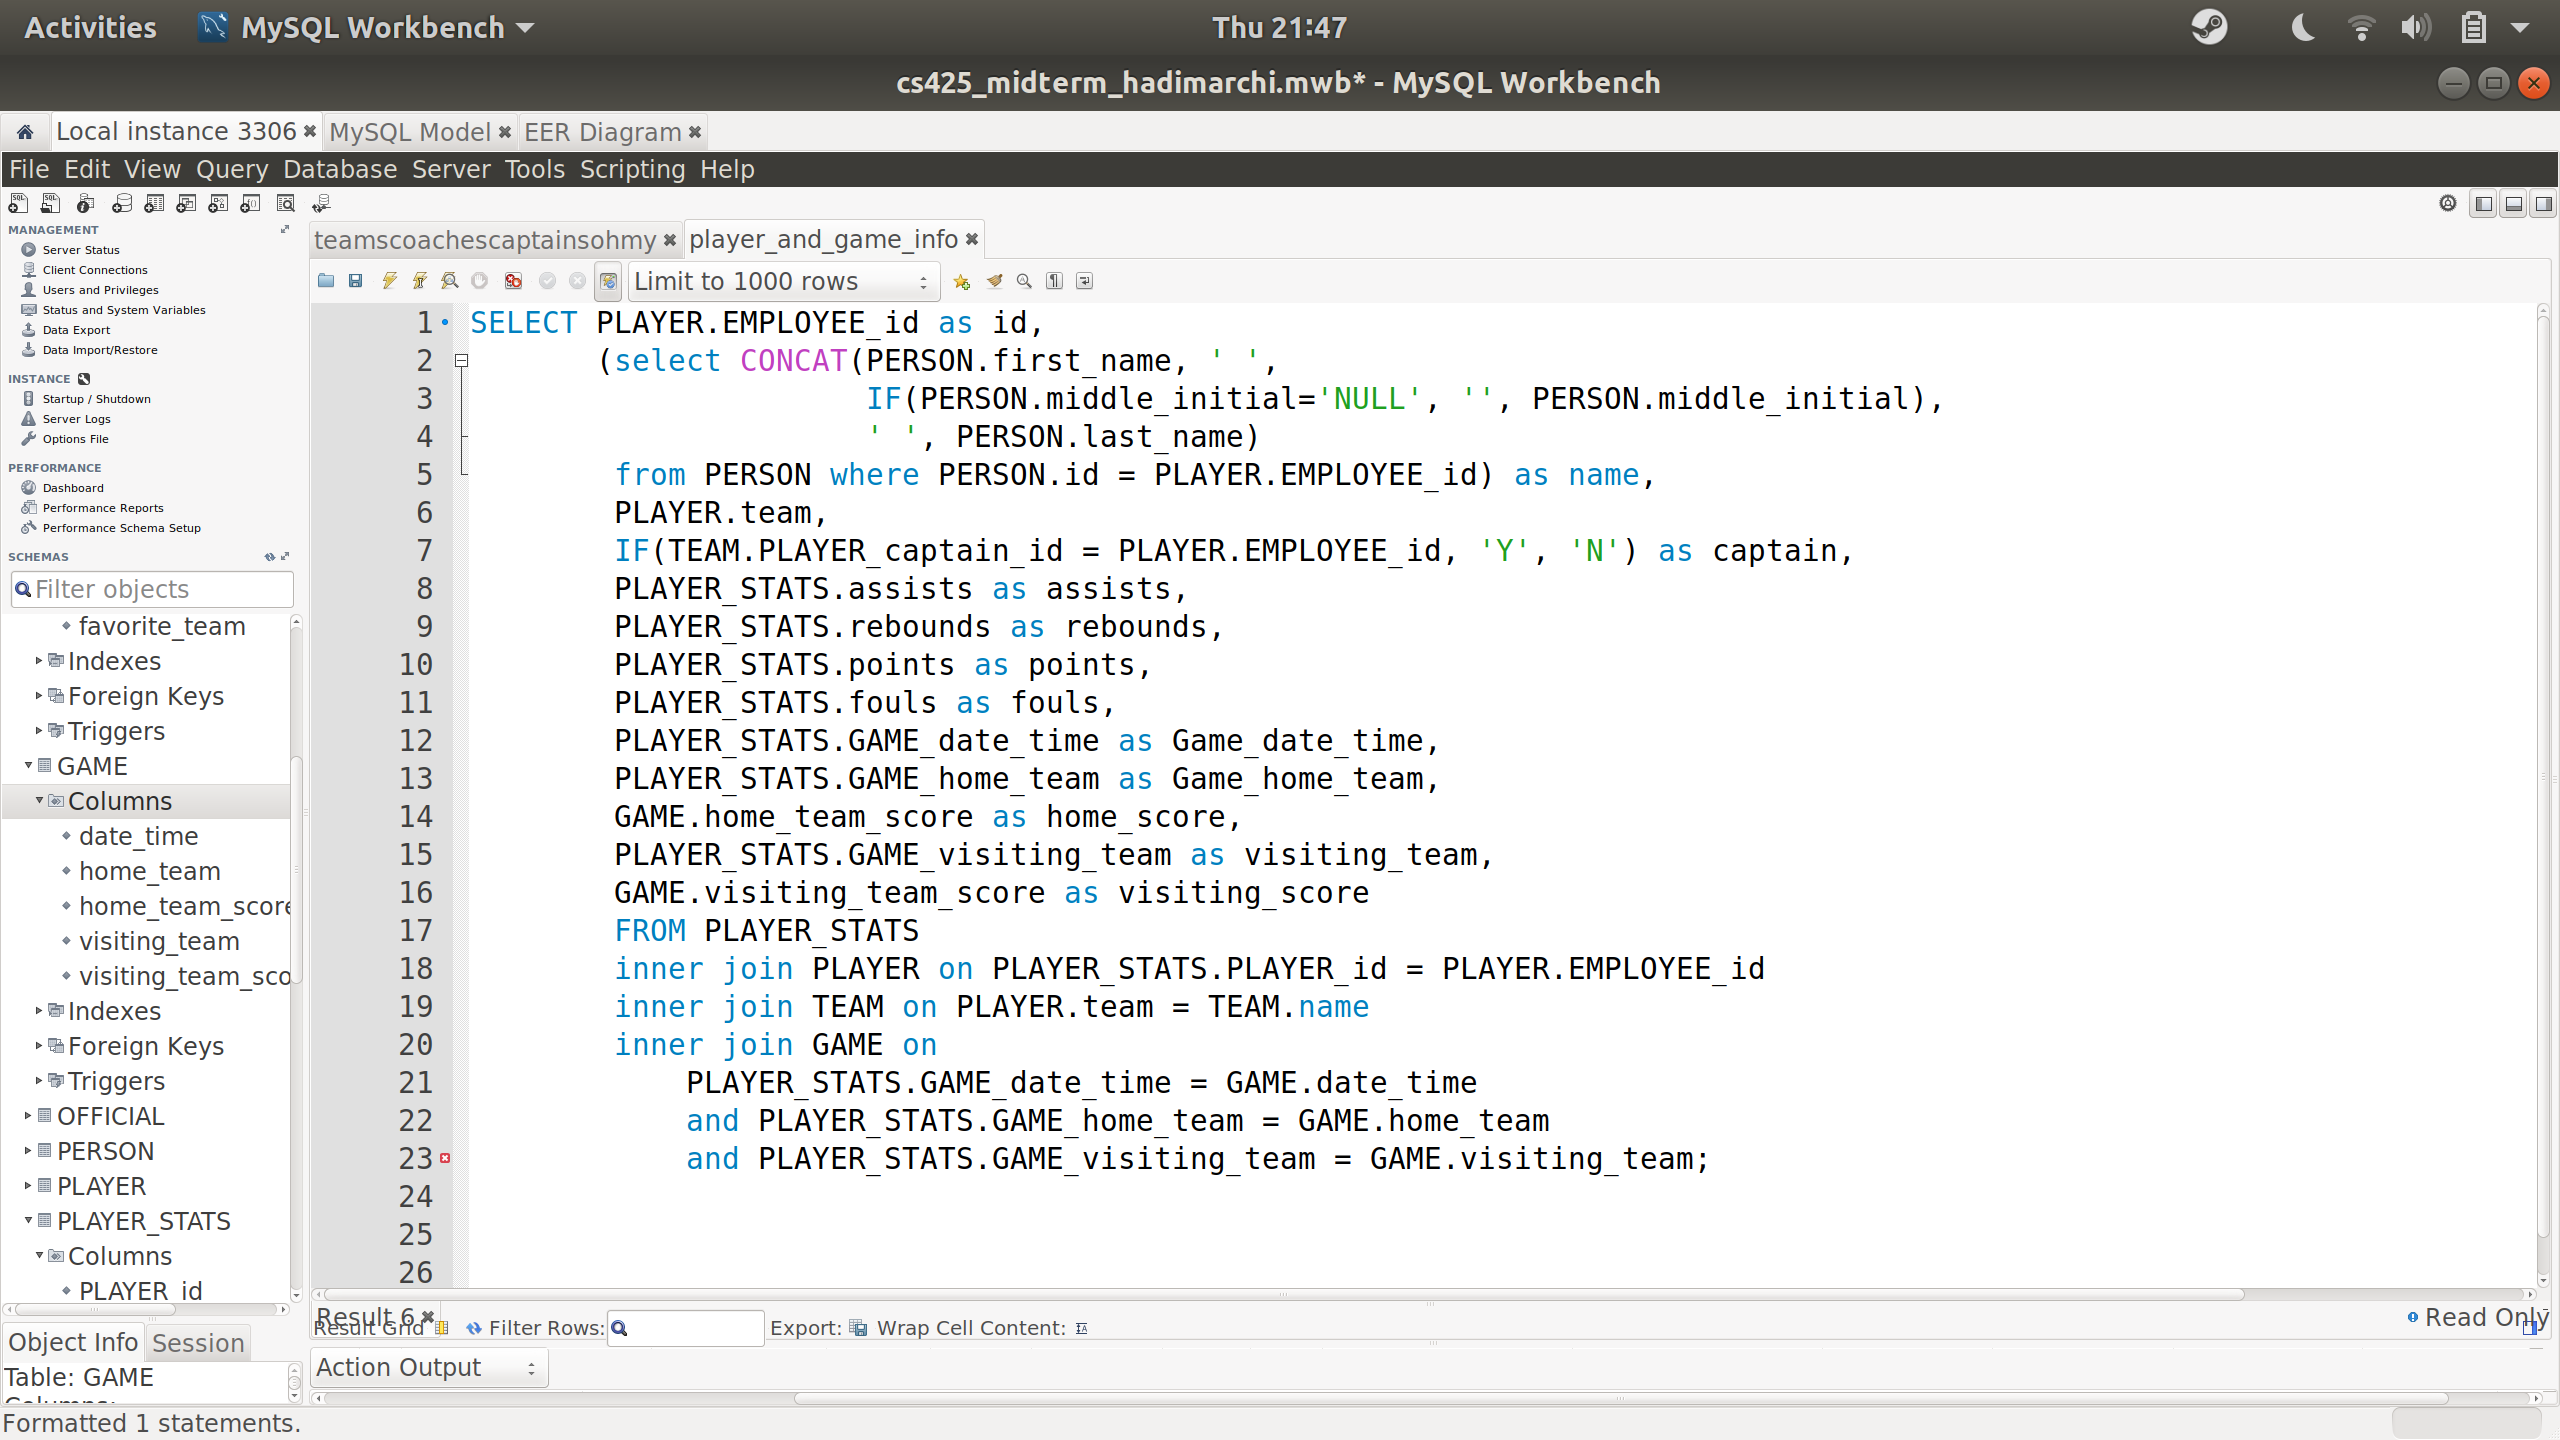 Activities MySQL Workbench Thu 21:47
cs425_midterm_hadimarchi.mwb* - MySQL Workbench
Local instance 3306 MySQL Model EER Diagram
File Edit View Query Database Server Tools Scripting Help
MANAGEMENT
Server Status
Client Connections
Users and Privileges
Status and System Variables
Data Export
Data Import/Restore
INSTANCE
Startup / Shutdown
Server Logs
Options File
PERFORMANCE
Dashboard
Performance Reports
Performance Schema Setup
SCHEMAS
Filter objects
favorite_team
Indexes
Foreign Keys
Triggers
GAME
Columns
date_time
home_team
home_team_score
visiting_team
visiting_team_sco
Indexes
Foreign Keys
Triggers
OFFICIAL
PERSON
PLAYER
PLAYER_STATS
Columns
PLAYER_id
Object Info Session
Table: GAME
Columns:
teamscoachescaptainsohmy player_and_game_info
Limit to 1000 rows
1 SELECT PLAYER.EMPLOYEE_id as id,
2 (select CONCAT(PERSON.first_name, ' ',
3 IF(PERSON.middle_initial='NULL', '', PERSON.middle_initial),
4 ' ', PERSON.last_name)
5 from PERSON where PERSON.id = PLAYER.EMPLOYEE_id) as name,
6 PLAYER.team,
7 IF(TEAM.PLAYER_captain_id = PLAYER.EMPLOYEE_id, 'Y', 'N') as captain,
8 PLAYER_STATS.assists as assists,
9 PLAYER_STATS.rebounds as rebounds,
10 PLAYER_STATS.points as points,
11 PLAYER_STATS.fouls as fouls,
12 PLAYER_STATS.GAME_date_time as Game_date_time,
13 PLAYER_STATS.GAME_home_team as Game_home_team,
14 GAME.home_team_score as home_score,
15 PLAYER_STATS.GAME_visiting_team as visiting_team,
16 GAME.visiting_team_score as visiting_score
17 FROM PLAYER_STATS
18 inner join PLAYER on PLAYER_STATS.PLAYER_id = PLAYER.EMPLOYEE_id
19 inner join TEAM on PLAYER.team = TEAM.name
20 inner join GAME on
21 PLAYER_STATS.GAME_date_time = GAME.date_time
22 and PLAYER_STATS.GAME_home_team = GAME.home_team
23 and PLAYER_STATS.GAME_visiting_team = GAME.visiting_team;
24
25
26
Result 6
Read Only
Result Grid Filter Rows: Export: Wrap Cell Content:
Action Output
Formatted 1 statements.